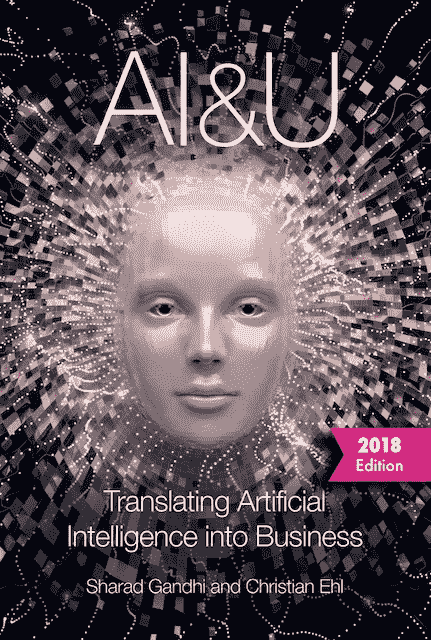 AI&U
2018
Edition
Translating Artificial
Intelligence into Business
Sharad Gandhi and Christian Ehl